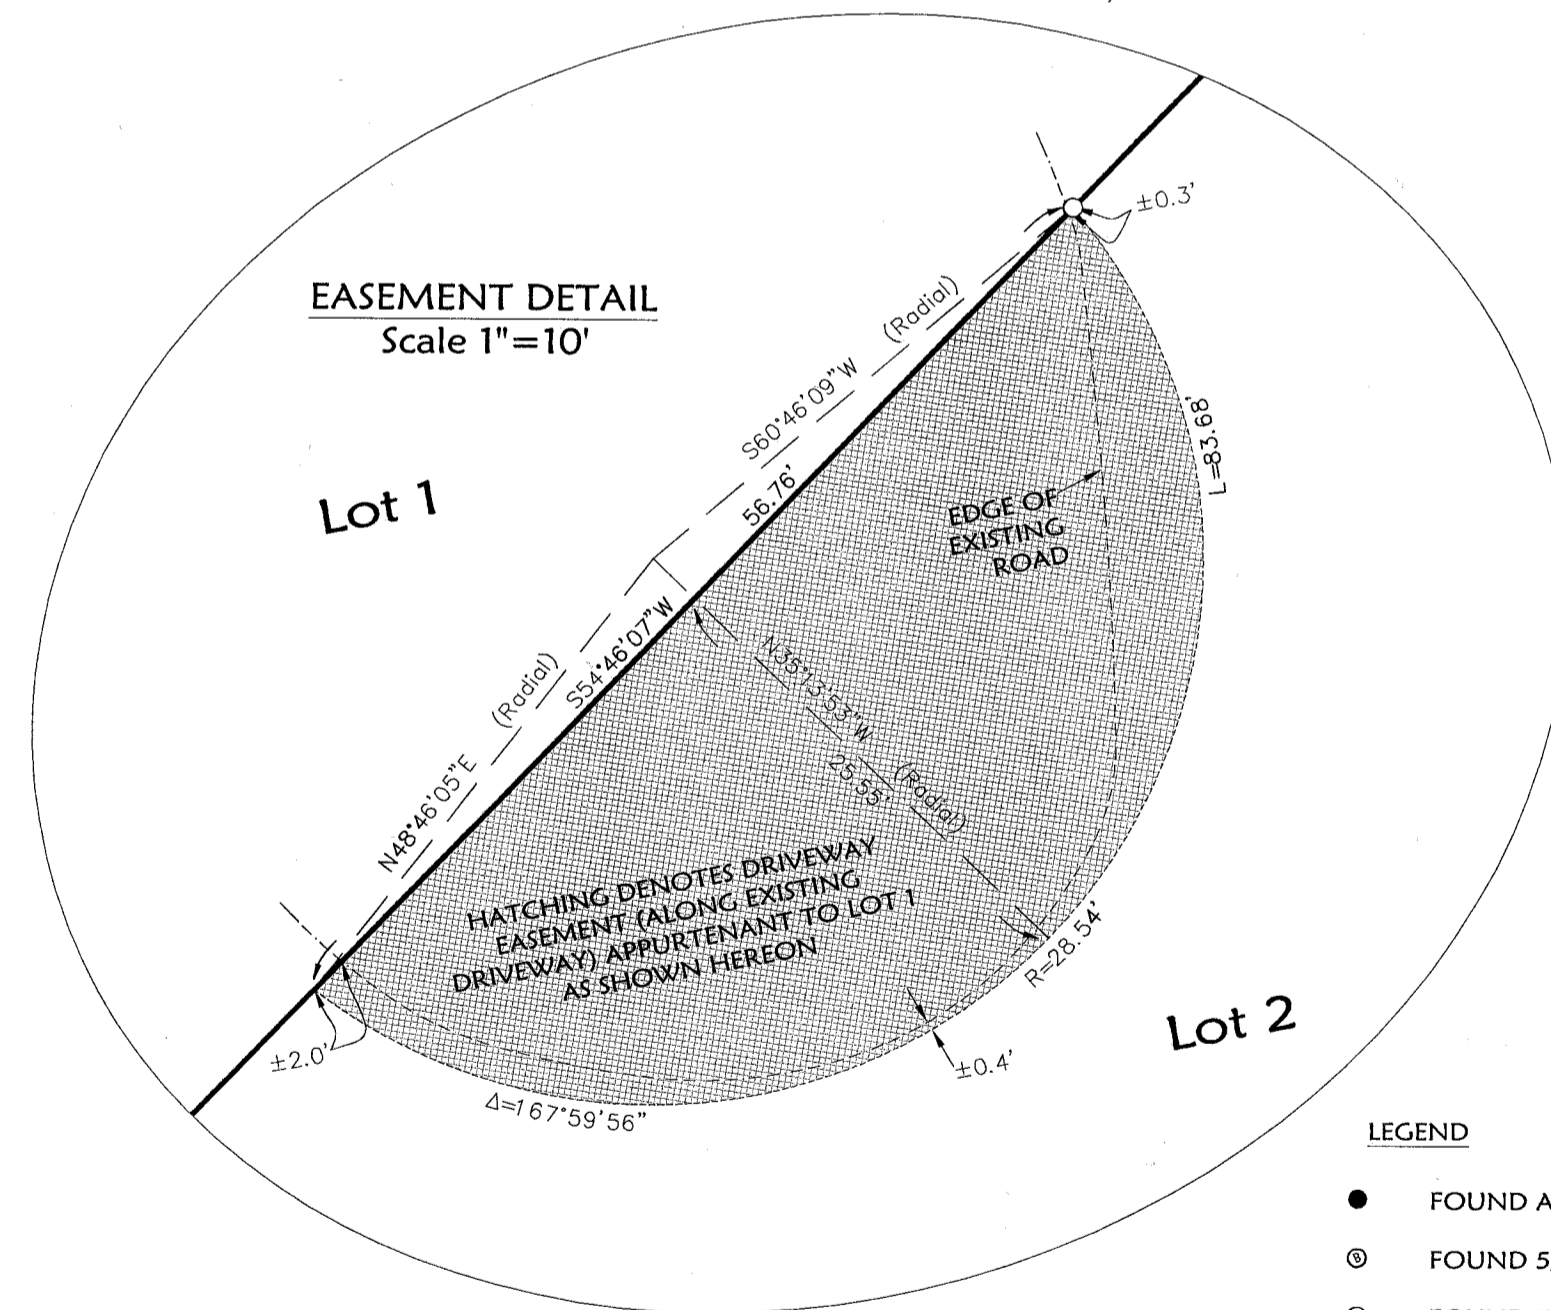 ±0.3'
EASEMENT DETAIL
Scale 1"=10'
(Radial)
S60°46'09"W
L=83.68'
Lot 1
56.76'
EDGE OF
EXISTING
ROAD
S54°46'07"W
N35°13'53"W
(Radial)
25.55'
(Radial)
N48°46'05"E
HATCHING DENOTES DRIVEWAY
EASEMENT (ALONG EXISTING
DRIVEWAY) APPURTENANT TO LOT 1
AS SHOWN HEREON
R=28.54'
Lot 2
±2.0'
±0.4'
Δ=167°59'56"
LEGEND
FOUND A
B FOUND 5